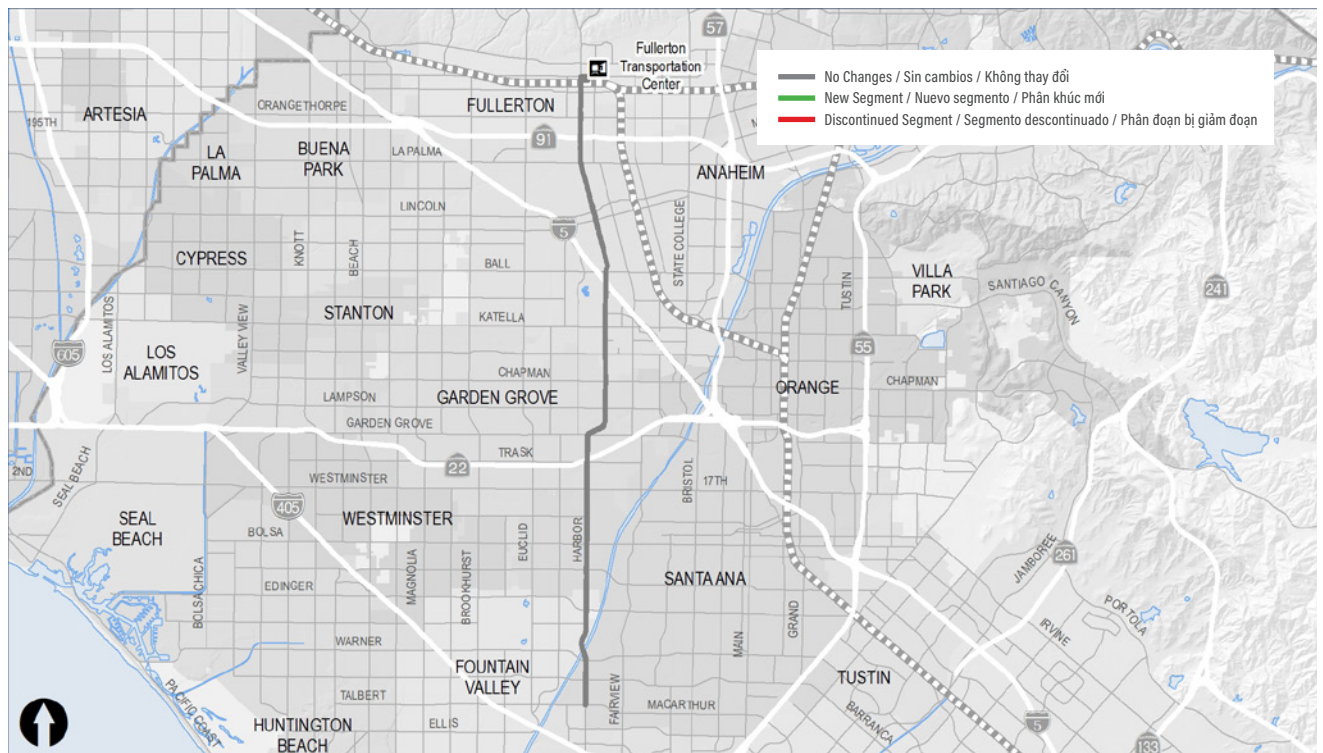 57
Fullerton
Transportation
Center
No Changes / Sin cambios / Không thay đổi
New Segment / Nuevo segmento / Phân khúc mới
Discontinued Segment / Segmento descontinuado / Phân đoạn bị giảm đoạn
ARTESIA
195TH
ORANGETHORPE
FULLERTON
91
LA
PALMA
BUENA
PARK
LA PALMA
ANAHEIM
LINCOLN
5
STATE COLLEGE
CYPRESS
KNOTT
BEACH
BALL
TUSTIN
VILLA
PARK
SANTIAGO CANYON
241
LOS ALAMITOS
VALLEY VIEW
STANTON
KATELLA
605
LOS
ALAMITOS
55
CHAPMAN
ORANGE
CHAPMAN
LAMPSON
GARDEN GROVE
GARDEN GROVE
TRASK
22
2ND
SEAL BEACH
WESTMINSTER
BRISTOL
17TH
405
SEAL
BEACH
BOLSA
WESTMINSTER
EUCLID
HARBOR
JAMBOREE
261
BOLSA CHICA
EDINGER
MAGNOLIA
BROOKHURST
SANTA ANA
MAIN
GRAND
PORTOLA
IRVINE
WARNER
FOUNTAIN
VALLEY
TUSTIN
PACIFIC COAST
TALBERT
FAIRVIEW
MACARTHUR
BARRANCA
HUNTINGTON
BEACH
ELLIS
5
133